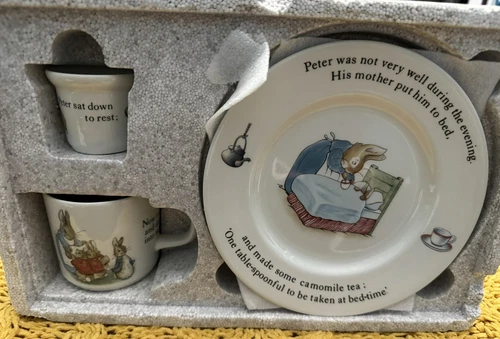 sat down
to rest;
Peter was not very well during the evening.
His mother put him to bed,
and made some camomile tea;
'One table-spoonful to be taken at bed-time.'